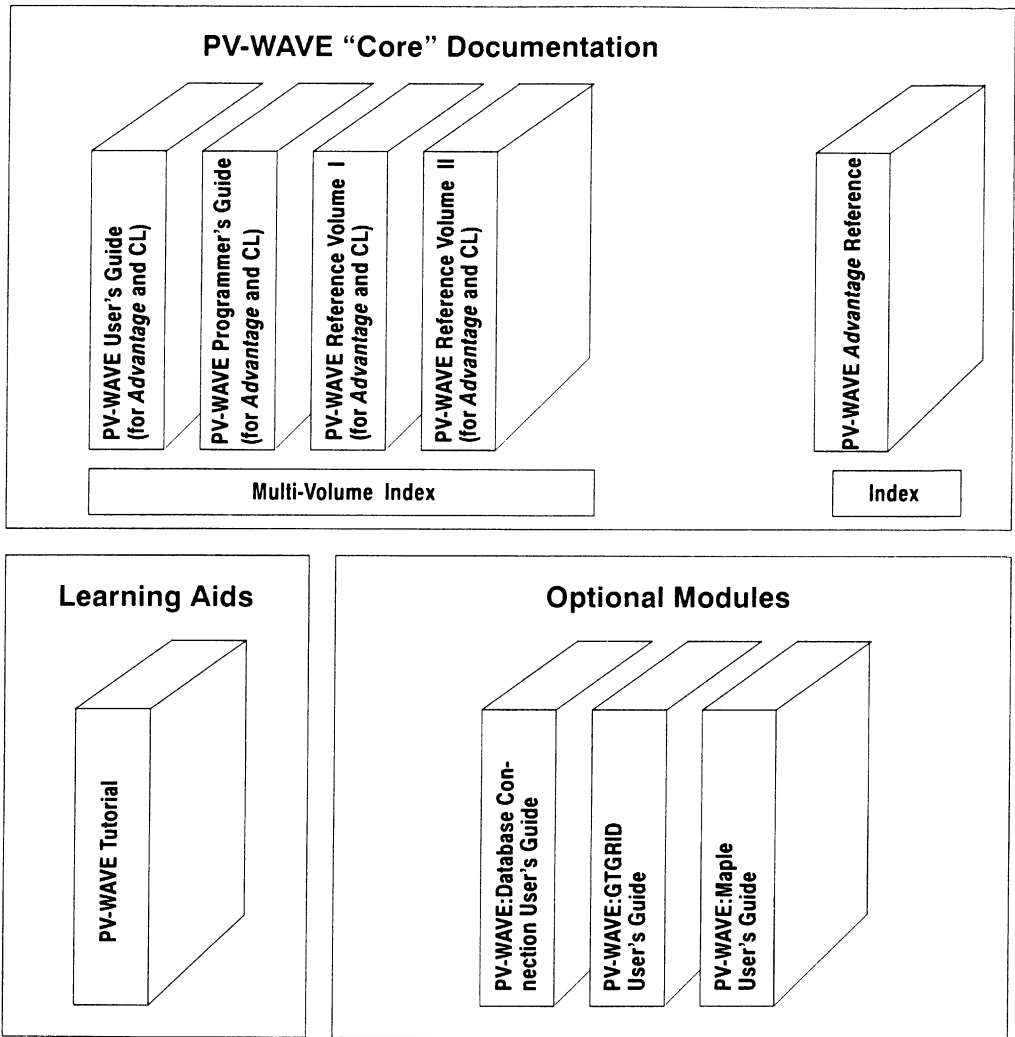 PV-WAVE “Core” Documentation
PV-WAVE User's Guide
(for Advantage and CL)
PV-WAVE Programmer's Guide
(for Advantage and CL)
PV-WAVE Reference Volume I
(for Advantage and CL)
PV-WAVE Reference Volume II
(for Advantage and CL)
PV-WAVE Advantage Reference
Multi-Volume Index
Index
Learning Aids
PV-WAVE Tutorial
Optional Modules
PV-WAVE:Database Con-
nection User's Guide
PV-WAVE:GTGRID
User's Guide
PV-WAVE:Maple
User's Guide